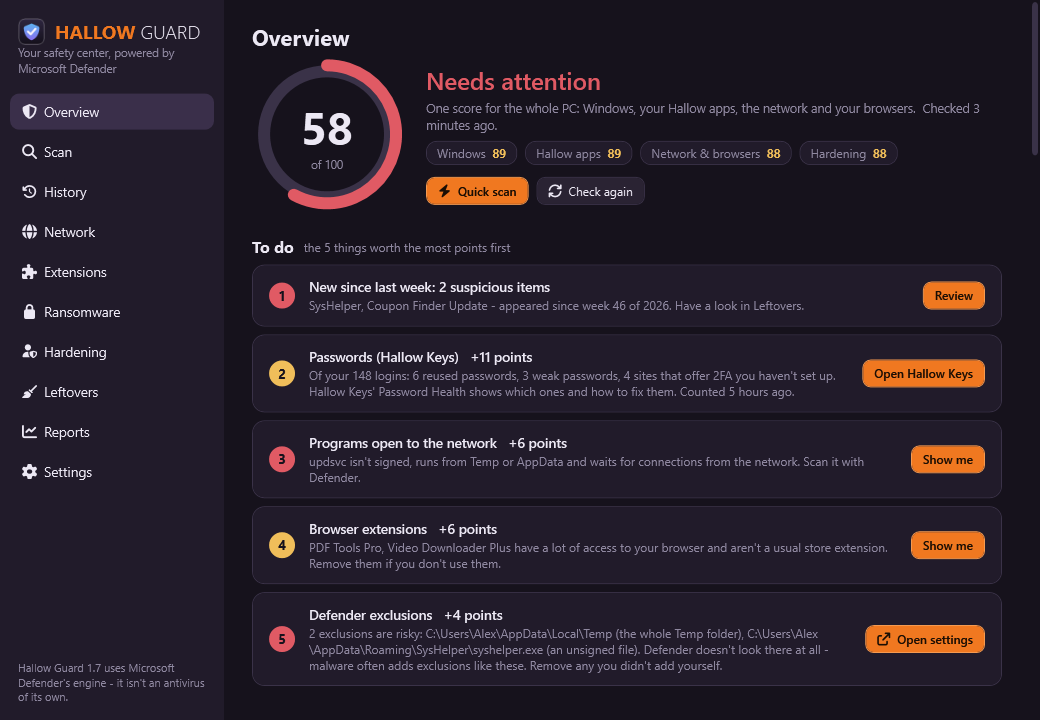 HALLOW GUARD
Your safety center, powered by
Microsoft Defender
Overview
Scan
History
Network
Extensions
Ransomware
Hardening
Leftovers
Reports
Settings
Hallow Guard 1.7 uses Microsoft
Defender's engine - it isn't an antivirus
of its own.
Overview
58
of 100
Needs attention
One score for the whole PC: Windows, your Hallow apps, the network and your browsers.  Checked 3
minutes ago.
Windows 89
Hallow apps 89
Network & browsers 88
Hardening 88
Quick scan
Check again
To do the 5 things worth the most points first
1
New since last week: 2 suspicious items
SysHelper, Coupon Finder Update - appeared since week 46 of 2026. Have a look in Leftovers.
Review
2
Passwords (Hallow Keys) +11 points
Of your 148 logins: 6 reused passwords, 3 weak passwords, 4 sites that offer 2FA you haven't set up.
Hallow Keys' Password Health shows which ones and how to fix them. Counted 5 hours ago.
Open Hallow Keys
3
Programs open to the network +6 points
updsvc isn't signed, runs from Temp or AppData and waits for connections from the network. Scan it with
Defender.
Show me
4
Browser extensions +6 points
PDF Tools Pro, Video Downloader Plus have a lot of access to your browser and aren't a usual store extension.
Remove them if you don't use them.
Show me
5
Defender exclusions +4 points
2 exclusions are risky: C:\Users\Alex\AppData\Local\Temp (the whole Temp folder), C:\Users\Alex
\AppData\Roaming\SysHelper\syshelper.exe (an unsigned file). Defender doesn't look there at all -
malware often adds exclusions like these. Remove any you didn't add yourself.
Open settings